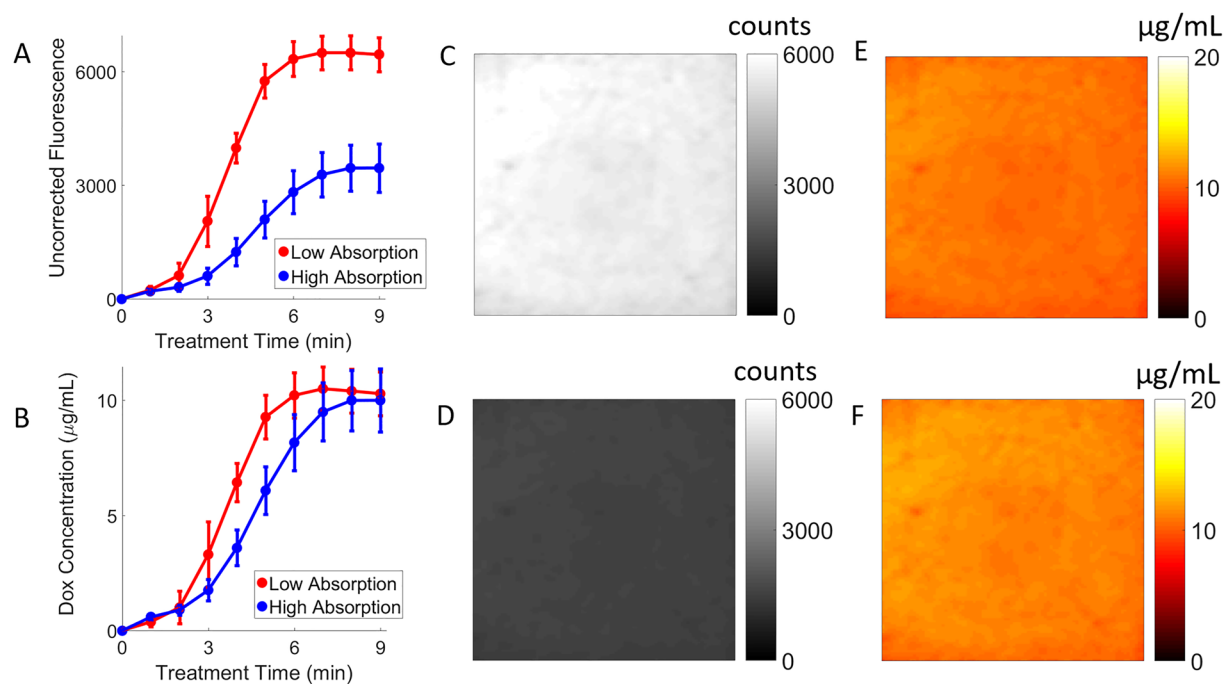 A
Uncorrected Fluorescence
6000
3000
0
Low Absorption
High Absorption
0
3
6
9
Treatment Time (min)
C
counts
6000
3000
0
E
µg/mL
20
10
0
B
Dox Concentration (µg/mL)
10
5
0
Low Absorption
High Absorption
0
3
6
9
Treatment Time (min)
D
counts
6000
3000
0
F
µg/mL
20
10
0